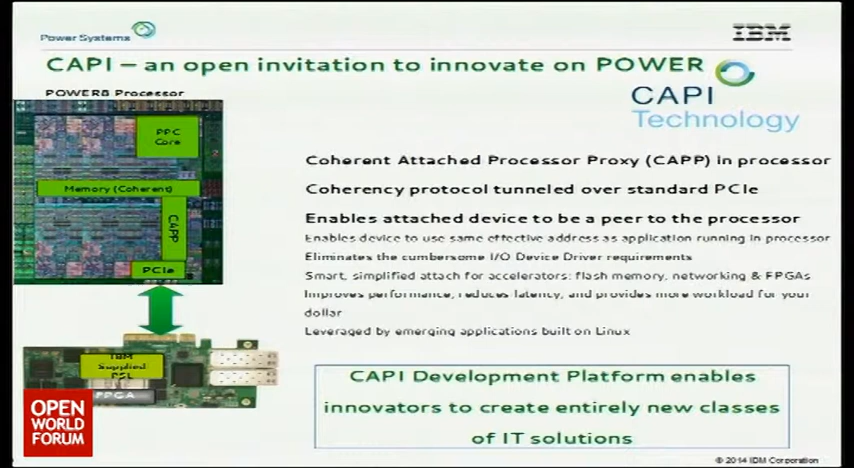 Power Systems
IBM
CAPI – an open invitation to innovate on POWER
POWER8 Processor
CAPI
Technology
PPC
Core
Memory (Coherent)
CAPP
PCIe
Coherent Attached Processor Proxy (CAPP) in processor
Coherency protocol tunneled over standard PCIe
Enables attached device to be a peer to the processor
Enables device to use same effective address as application running in processor
Eliminates the cumbersome I/O Device Driver requirements
Smart, simplified attach for accelerators: flash memory, networking & FPGAs
Improves performance, reduces latency, and provides more workload for your
dollar
Leveraged by emerging applications built on Linux
IBM
Supplied
PSL
FPGA
CAPI Development Platform enables
innovators to create entirely new classes
of IT solutions
OPEN
WORLD
FORUM
© 2014 IBM Corporation